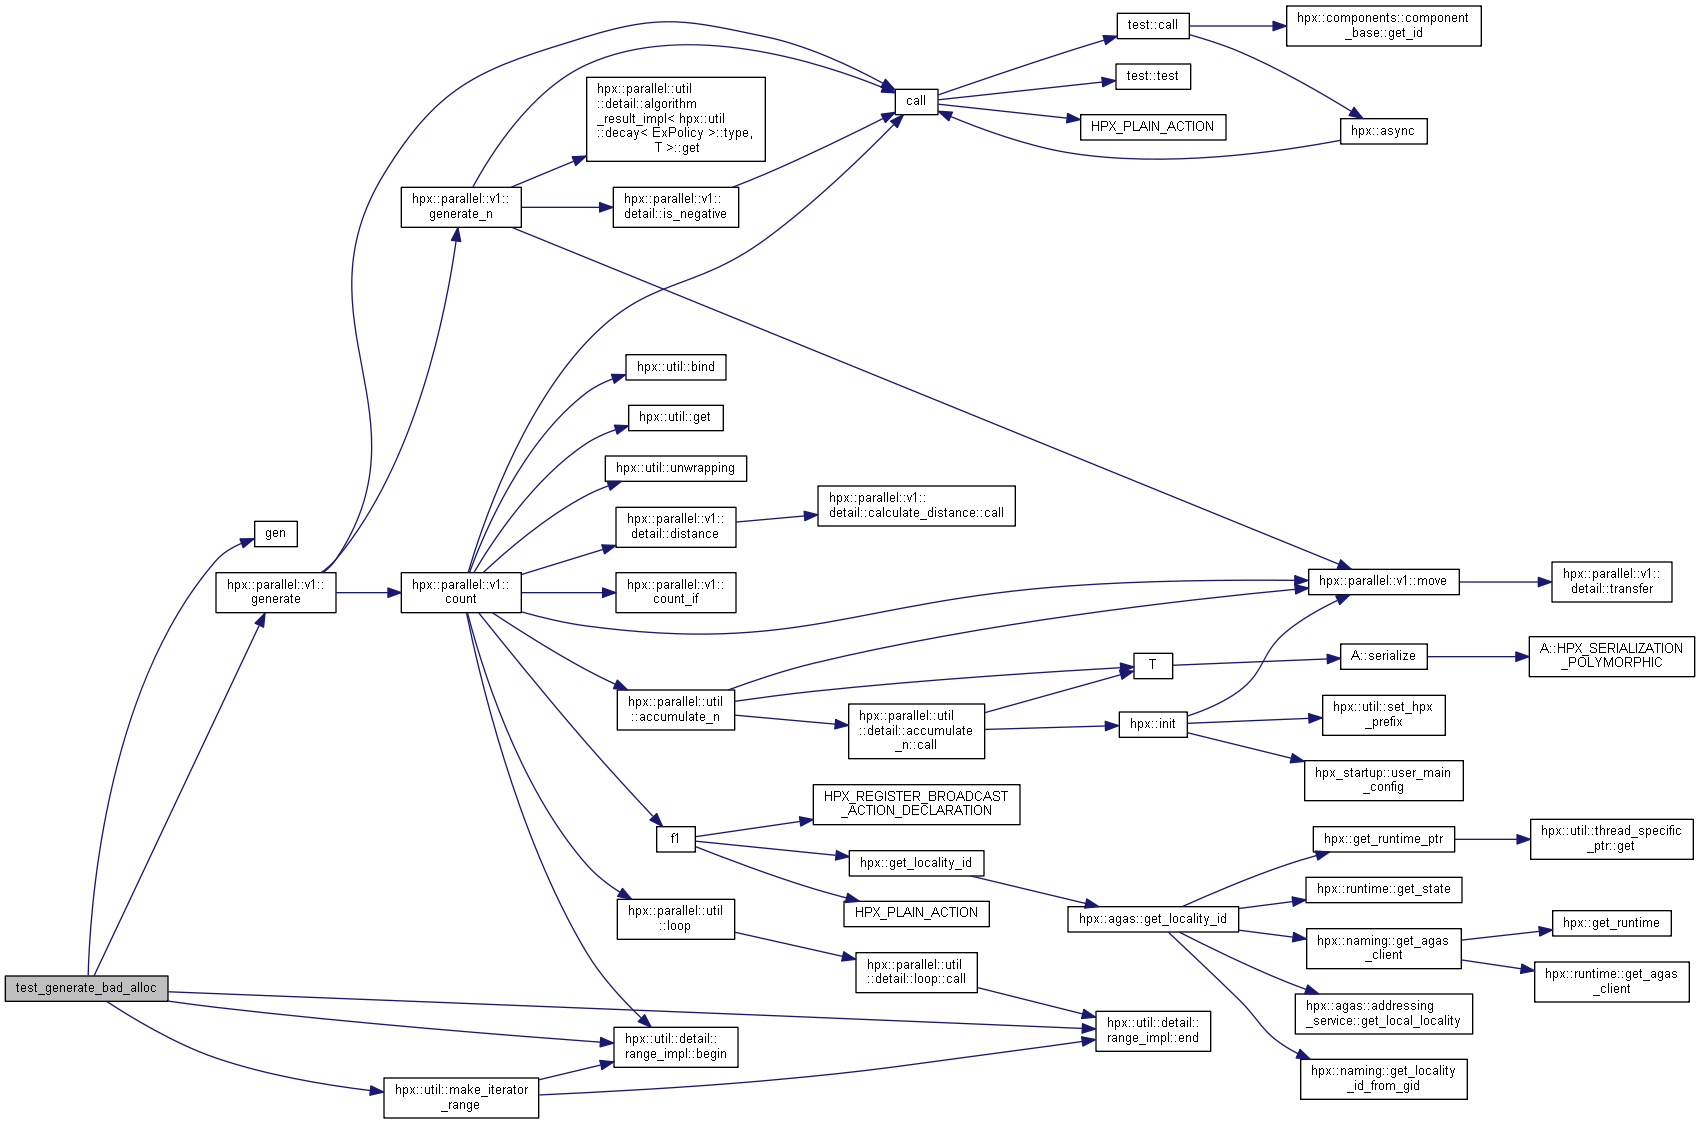 test::call
hpx::components::component
_base::get_id
test::test
hpx::parallel::util
::detail::algorithm
_result_impl< hpx::util
::decay< ExPolicy >::type,
T >::get
call
HPX_PLAIN_ACTION
hpx::async
hpx::parallel::v1::
generate_n
hpx::parallel::v1::
detail::is_negative
hpx::util::bind
hpx::util::get
hpx::util::unwrapping
hpx::parallel::v1::
detail::calculate_distance::call
hpx::parallel::v1::
detail::distance
gen
hpx::parallel::v1::
generate
hpx::parallel::v1::
count
hpx::parallel::v1::
count_if
hpx::parallel::v1::move
hpx::parallel::v1::
detail::transfer
T
A::serialize
A::HPX_SERIALIZATION
_POLYMORPHIC
hpx::parallel::util
::accumulate_n
hpx::parallel::util
::detail::accumulate
_n::call
hpx::init
hpx::util::set_hpx
_prefix
hpx_startup::user_main
_config
HPX_REGISTER_BROADCAST
_ACTION_DECLARATION
f1
hpx::get_locality_id
hpx::get_runtime_ptr
hpx::util::thread_specific
_ptr::get
hpx::runtime::get_state
HPX_PLAIN_ACTION
hpx::parallel::util
::loop
hpx::agas::get_locality_id
hpx::naming::get_agas
_client
hpx::get_runtime
hpx::parallel::util
::detail::loop::call
hpx::runtime::get_agas
_client
test_generate_bad_alloc
hpx::agas::addressing
_service::get_local_locality
hpx::util::detail::
range_impl::begin
hpx::util::detail::
range_impl::end
hpx::naming::get_locality
_id_from_gid
hpx::util::make_iterator
_range